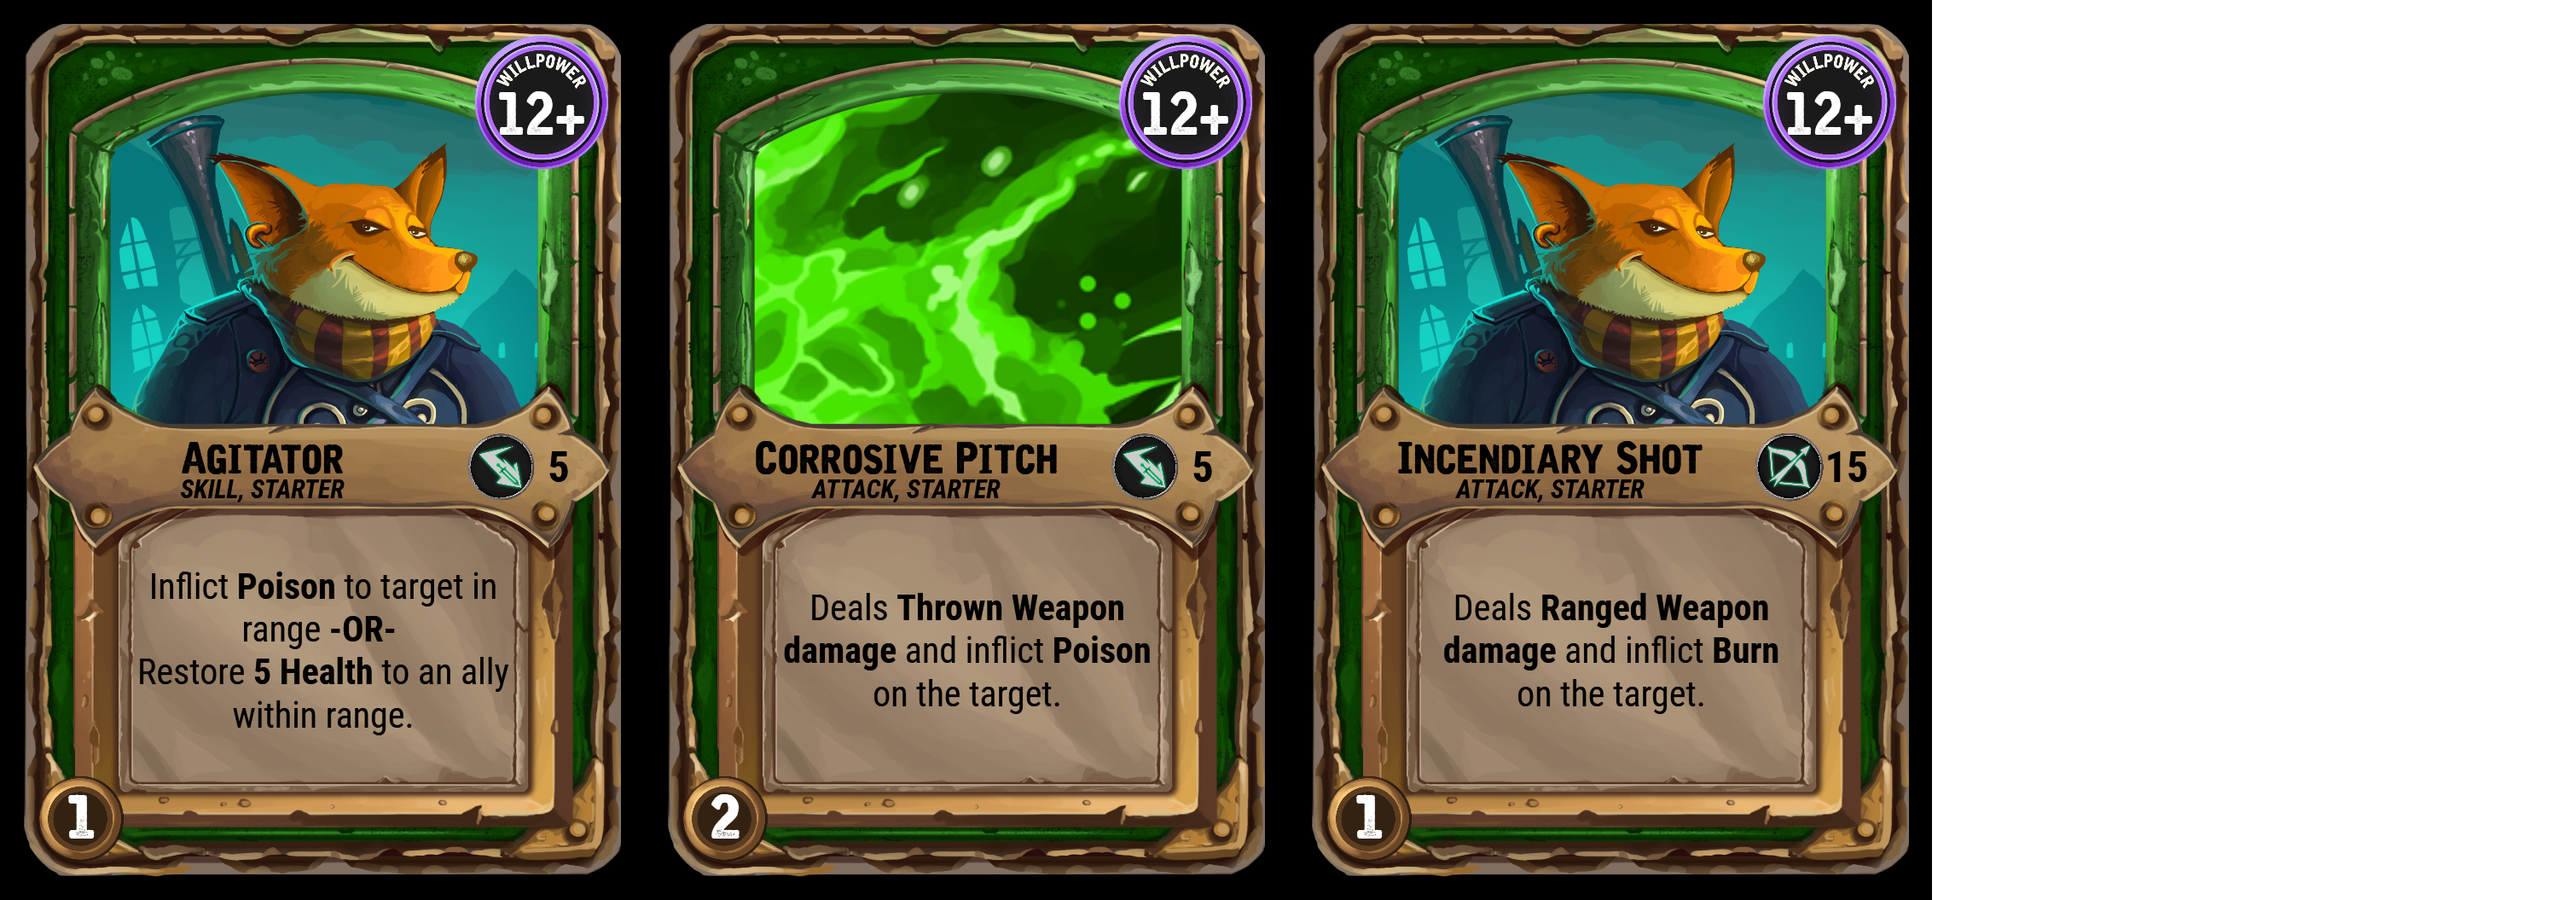 WILLPOWER
12+
AGITATOR
SKILL, STARTER
5
Inflict Poison to target in
range -OR-
Restore 5 Health to an ally
within range.
1
WILLPOWER
12+
CORROSIVE PITCH
ATTACK, STARTER
5
Deals Thrown Weapon
damage and inflict Poison
on the target.
2
WILLPOWER
12+
INCENDIARY SHOT
ATTACK, STARTER
15
Deals Ranged Weapon
damage and inflict Burn
on the target.
1